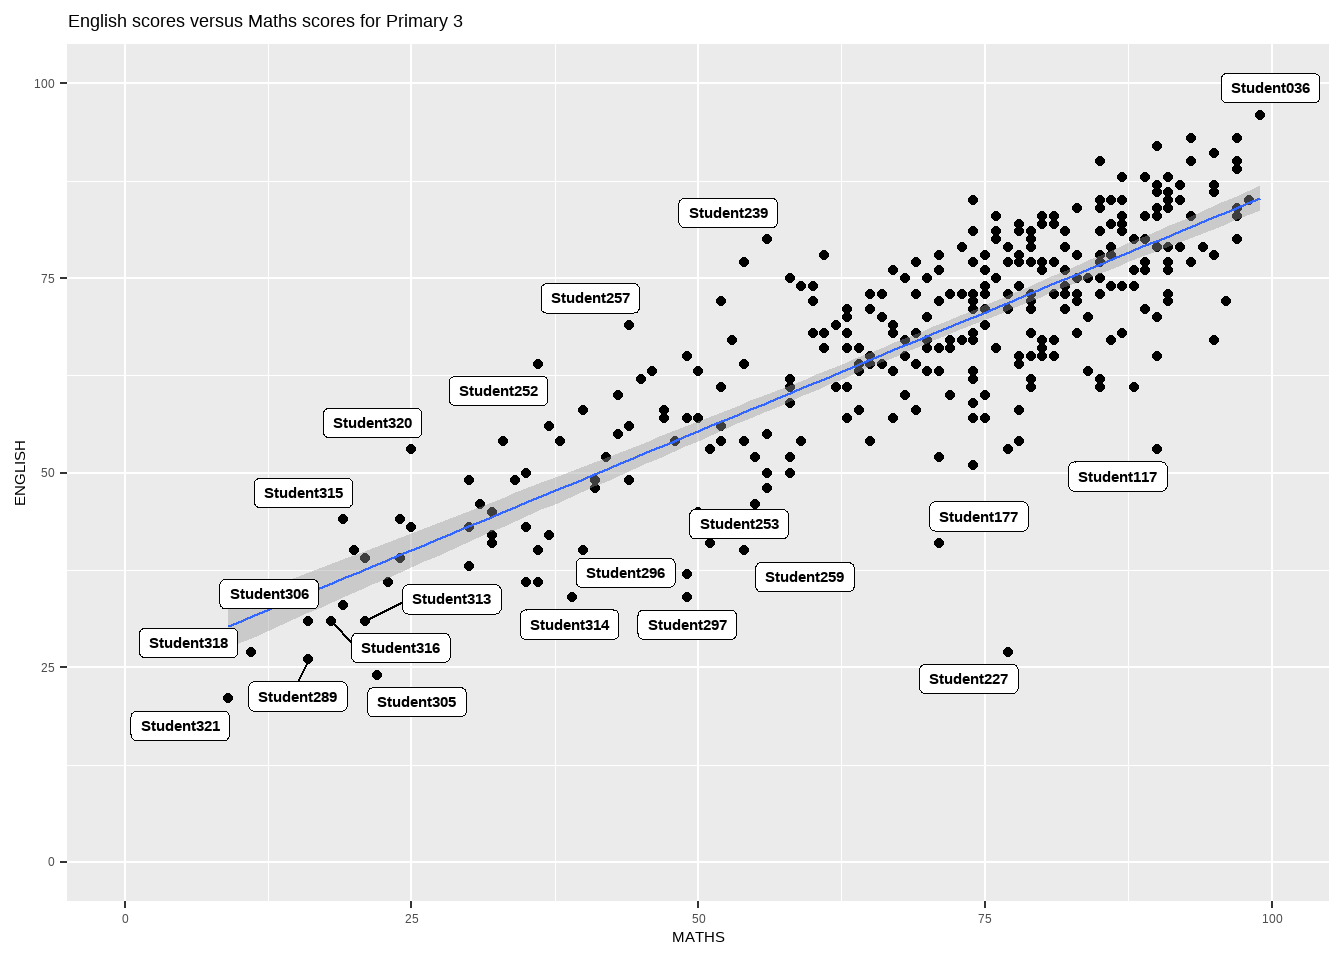 English scores versus Maths scores for Primary 3
100
Student036
Student239
75
Student257
Student252
Student320
ENGLISH
50
Student117
Student315
Student177
Student253
Student296
Student259
Student306
Student313
Student314
Student297
Student318
Student316
25
Student227
Student289
Student305
Student321
0
0
25
50
75
100
MATHS